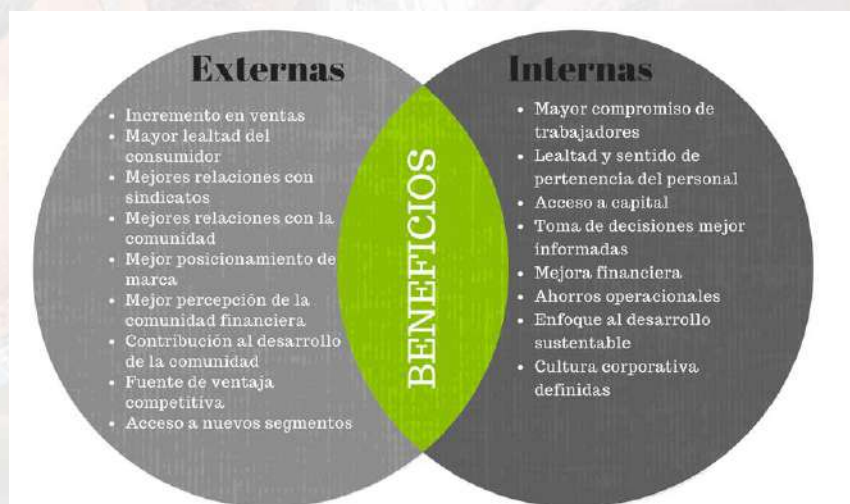 Externas
• Incremento en ventas
• Mayor lealtad del
consumidor
• Mejores relaciones con
sindicatos
• Mejores relaciones con la
comunidad
• Mejor posicionamiento de
marca
• Mejor percepción de la
comunidad financiera
• Contribución al desarrollo
de la comunidad
• Fuente de ventaja
competitiva
• Acceso a nuevos segmentos
BENEFICIOS
Internas
• Mayor compromiso de
trabajadores
• Lealtad y sentido de
pertenencia del personal
• Acceso a capital
• Toma de decisiones mejor
informadas
• Mejora financiera
• Ahorros operacionales
• Enfoque al desarrollo
sustentable
• Cultura corporativa
definidas